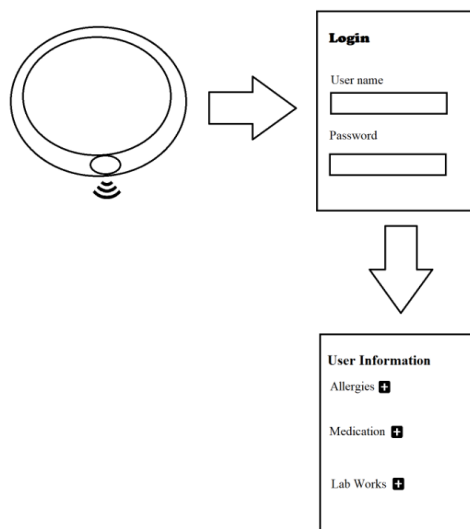 Login
User name
Password
User Information
Allergies
Medication
Lab Works